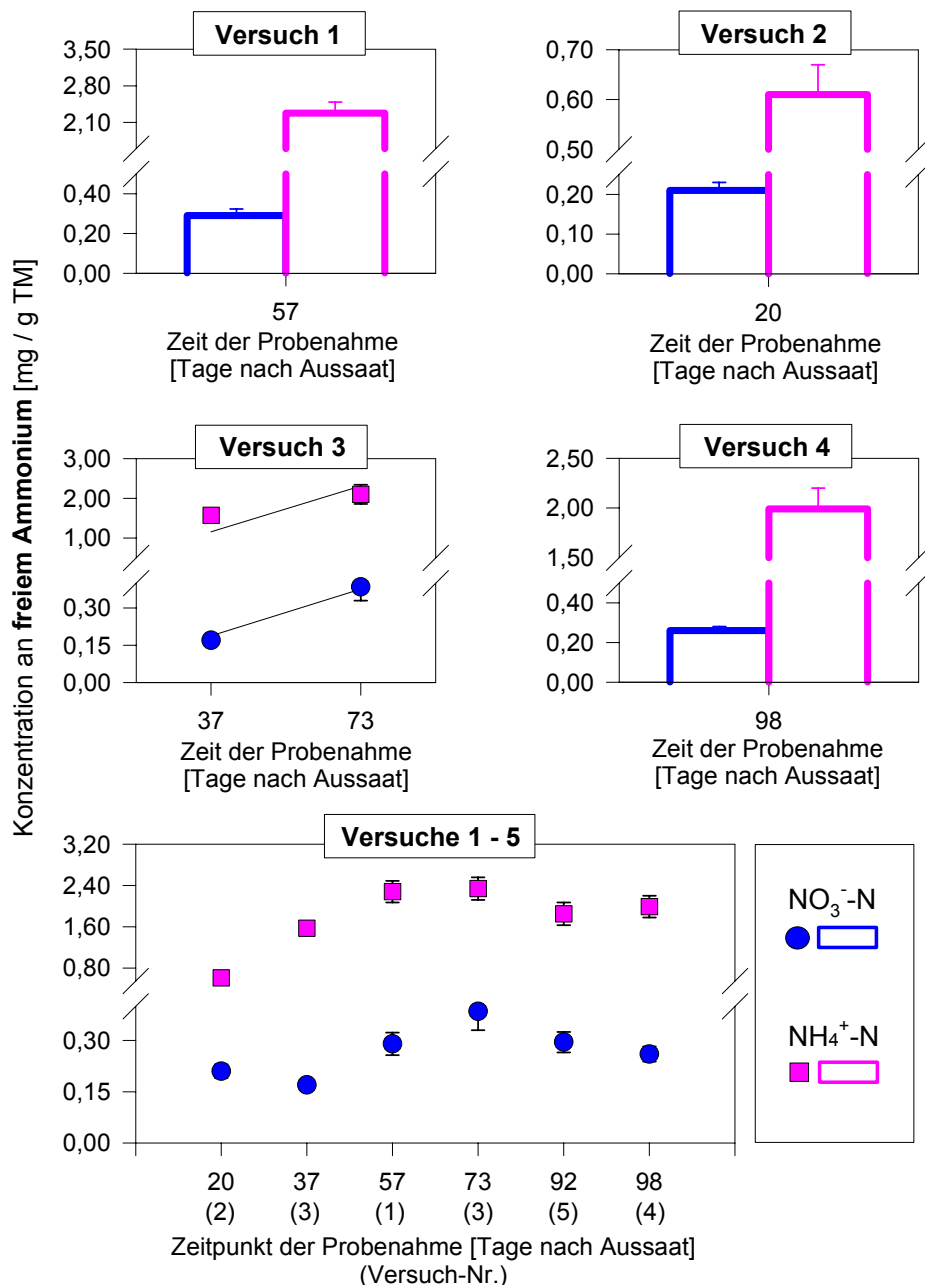 Konzentration an freiem Ammonium [mg / g TM]
Versuch 1
3,50
2,80
2,10
0,40
0,20
0,00
57
Zeit der Probenahme
[Tage nach Aussaat]
Versuch 2
0,70
0,60
0,50
0,20
0,10
0,00
20
Zeit der Probenahme
[Tage nach Aussaat]
Versuch 3
3,00
2,00
1,00
0,30
0,15
0,00
37 73
Zeit der Probenahme
[Tage nach Aussaat]
Versuch 4
2,50
2,00
1,50
0,40
0,20
0,00
98
Zeit der Probenahme
[Tage nach Aussaat]
Versuche 1 - 5
3,20
2,40
1,60
0,80
0,30
0,15
0,00
20 37 57 73 92 98
(2) (3) (1) (3) (5) (4)
Zeitpunkt der Probenahme [Tage nach Aussaat]
(Versuch-Nr.)
NO₃⁻-N
NH₄⁺-N